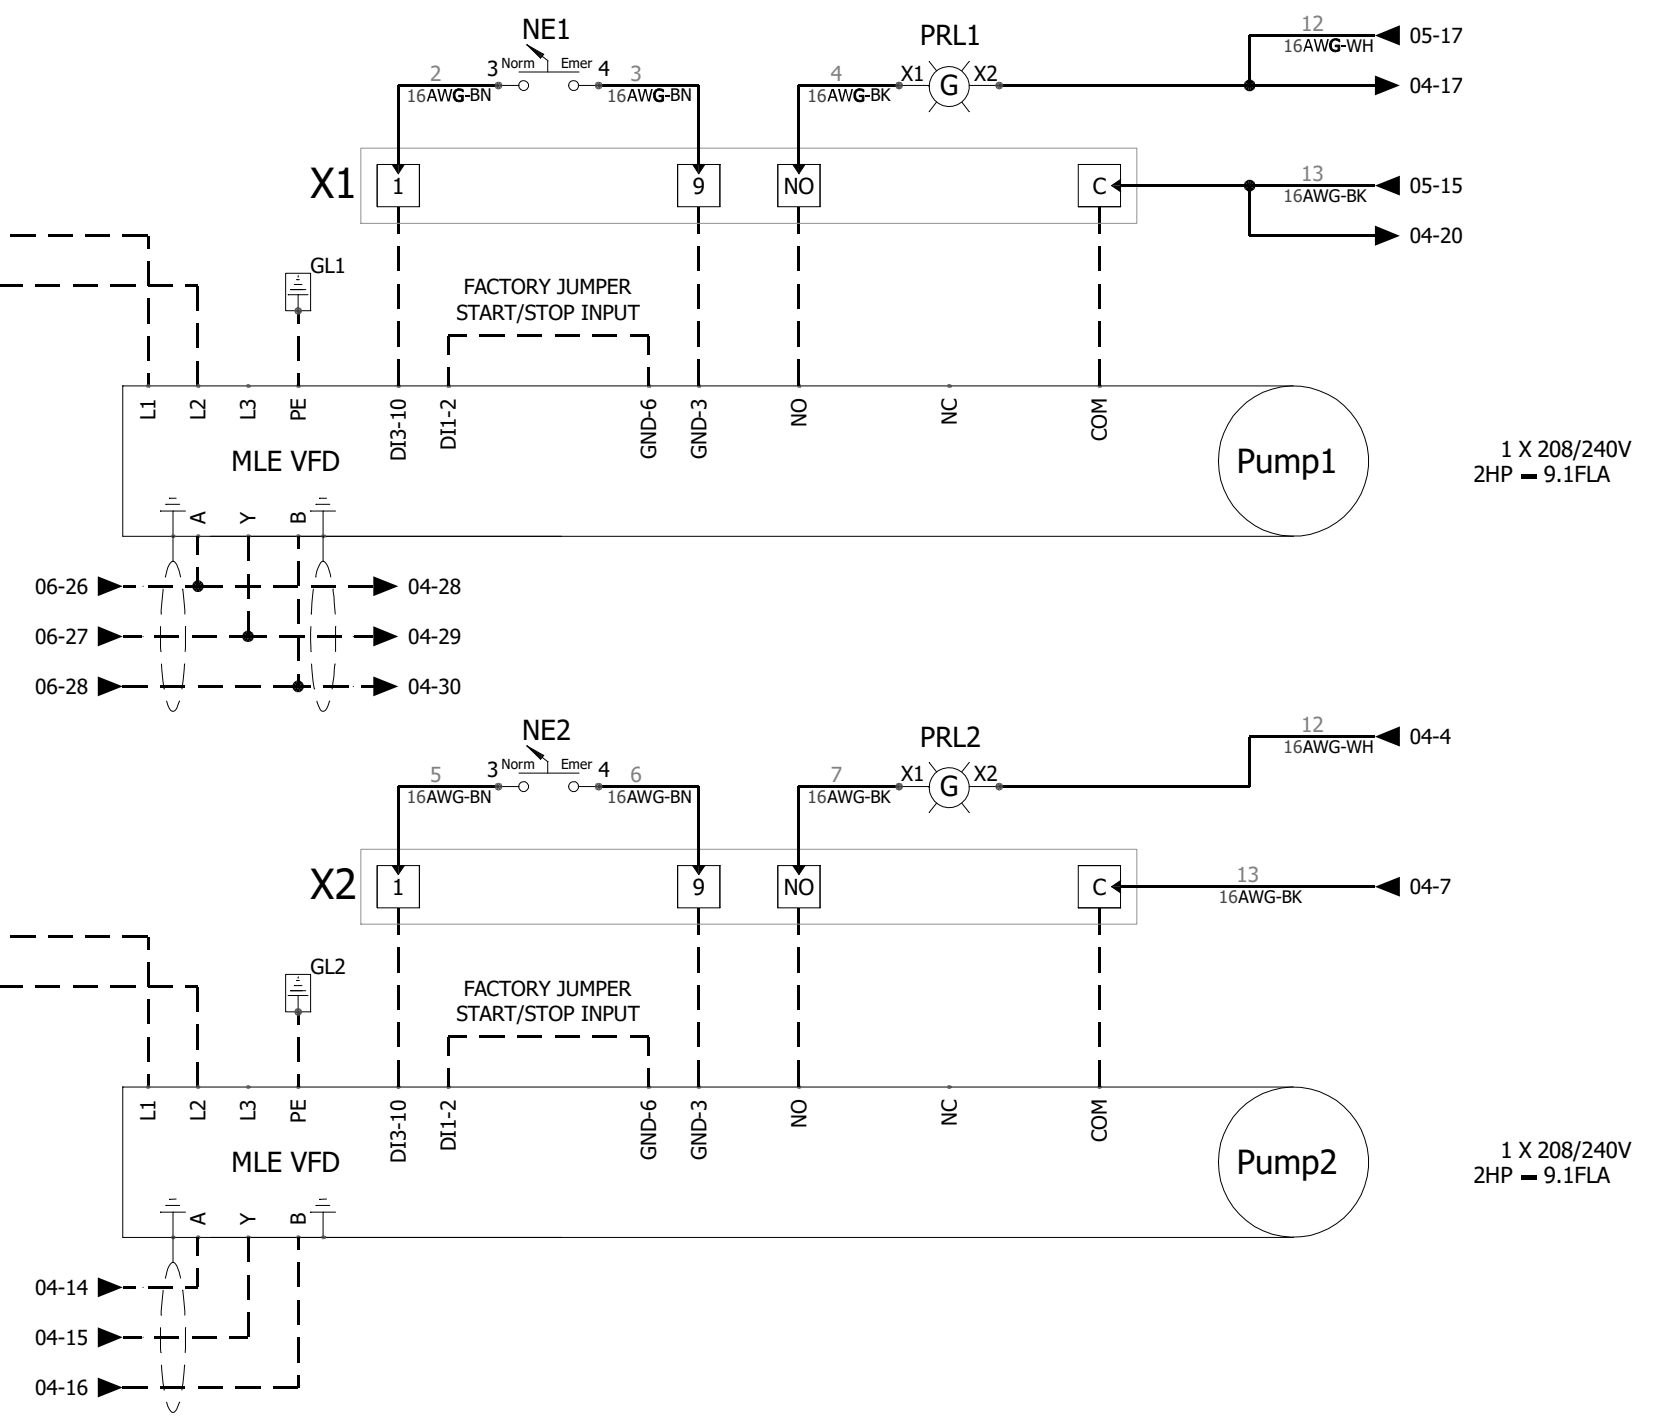 NE1
PRL1
12
05-17
16AWG-WH
2
3 Norm Emer 4
3
4
X1 G X2
04-17
16AWG-BN
16AWG-BN
16AWG-BK
X1
1
9
NO
C
13
05-15
16AWG-BK
04-20
GL1
FACTORY JUMPER
START/STOP INPUT
L1
L2
L3
PE
DI3-10
DI1-2
GND-6
GND-3
NO
NC
COM
MLE VFD
Pump1
1 X 208/240V
2HP - 9.1FLA
A
Y
B
06-26
04-28
06-27
04-29
06-28
04-30
NE2
PRL2
12
04-4
16AWG-WH
5
3 Norm Emer 4
6
7
X1 G X2
16AWG-BN
16AWG-BN
16AWG-BK
X2
1
9
NO
C
13
04-7
16AWG-BK
GL2
FACTORY JUMPER
START/STOP INPUT
L1
L2
L3
PE
DI3-10
DI1-2
GND-6
GND-3
NO
NC
COM
MLE VFD
Pump2
1 X 208/240V
2HP - 9.1FLA
A
Y
B
04-14
04-15
04-16